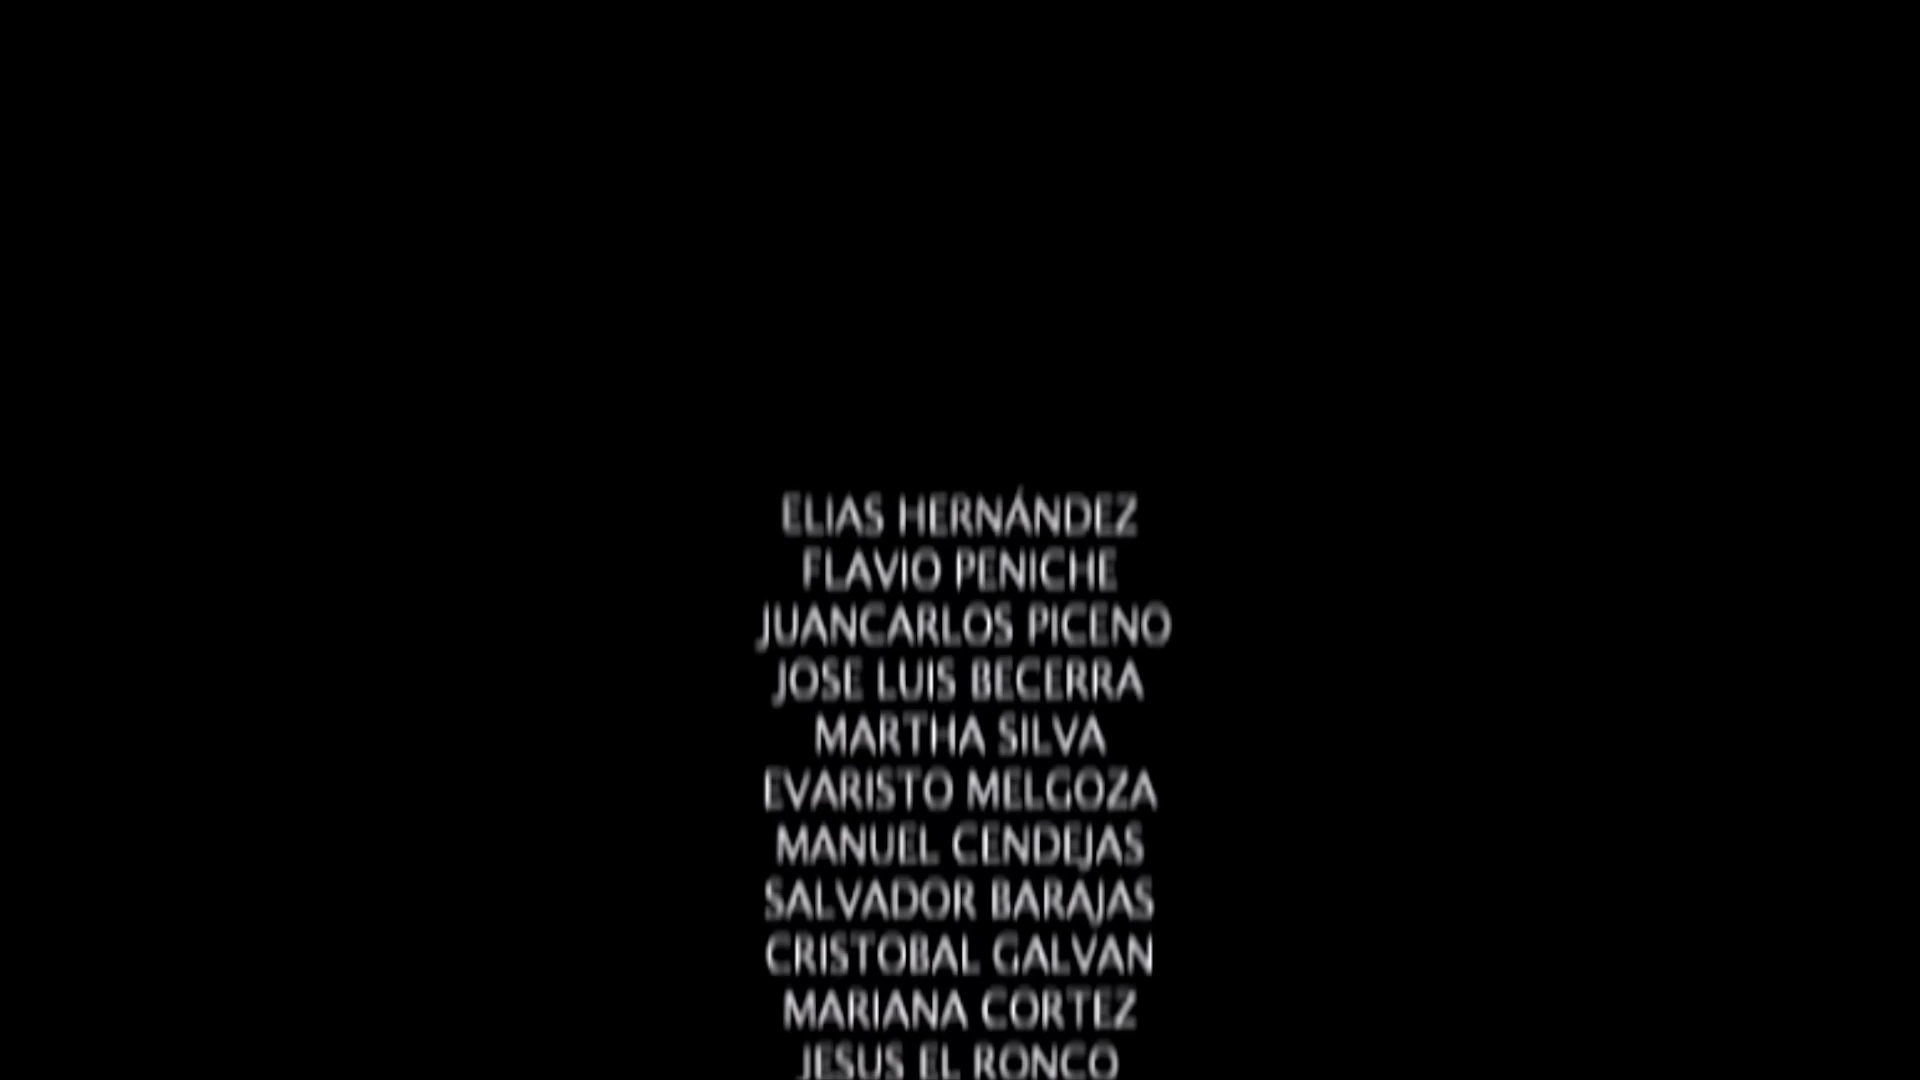 ELIAS HERNÁNDEZ
FLAVIO PENICHE
JUANCARLOS PICENO
JOSE LUIS BECERRA
MARTHA SILVA
EVARISTO MELGOZA
MANUEL CENDEJAS
SALVADOR BARAJAS
CRISTOBAL GALVAN
MARIANA CORTEZ
JESUS EL RONCO